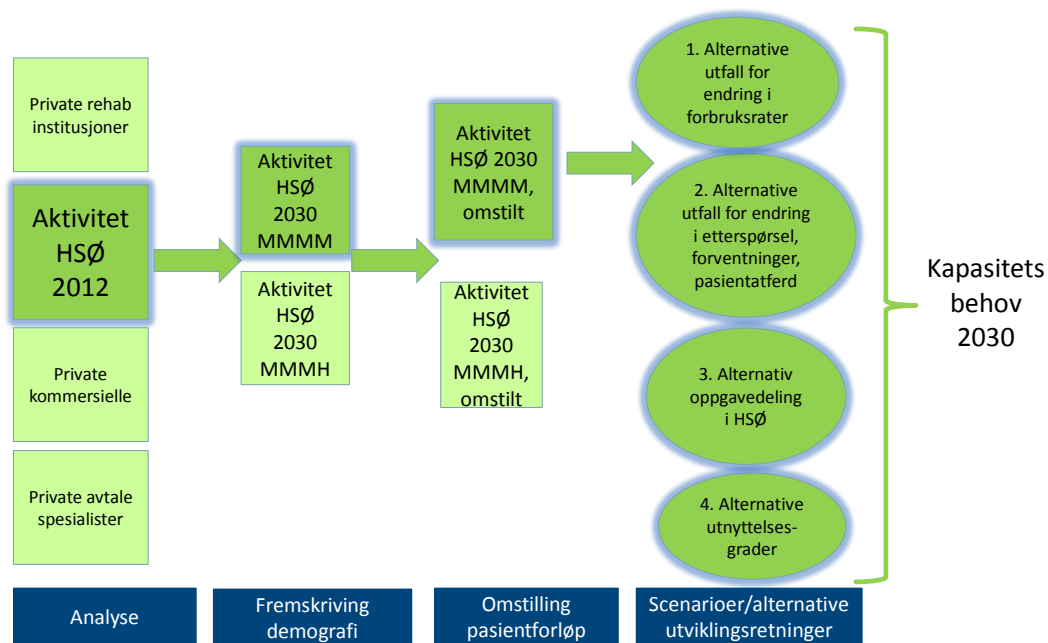 Private rehab
institusjoner
Aktivitet
HSØ
2012
Private
kommersielle
Private avtale
spesialister
Aktivitet
HSØ
2030
MMMM
Aktivitet
HSØ
2030
MMMH
Aktivitet
HSØ 2030
MMMM,
omstilt
Aktivitet
HSØ
2030
MMMH,
omstilt
1. Alternative
utfall for
endring i
forbruksrater
2. Alternative
utfall for endring
i etterspørsel,
forventninger,
pasientatferd
3. Alternativ
oppgavedeling
i HSØ
4. Alternative
utnyttelses-
grader
Kapasitets
behov
2030
Analyse
Fremskriving
demografi
Omstilling
pasientforløp
Scenarioer/alternative
utviklingsretninger